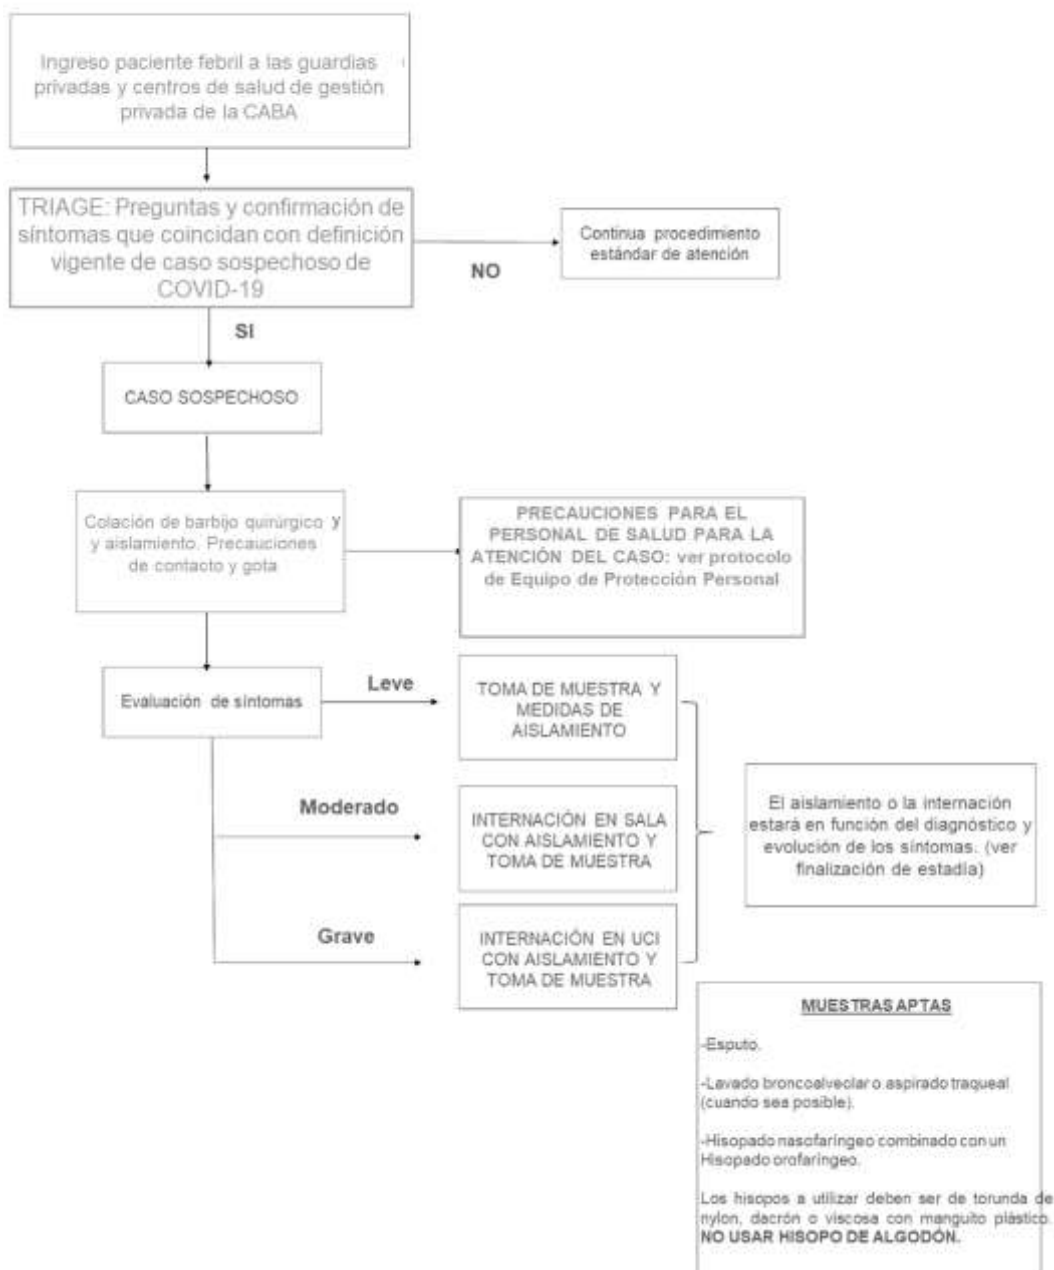 Ingreso paciente febril a las guardias
privadas y centros de salud de gestión
privada de la CABA
TRIAGE: Preguntas y confirmación de
síntomas que coincidan con definición
vigente de caso sospechoso de
COVID-19
NO
Continua procedimiento
estándar de atención
SI
CASO SOSPECHOSO
Colación de barbijo quirúrgico y
y aislamiento. Precauciones
de contacto y gota
PRECAUCIONES PARA EL
PERSONAL DE SALUD PARA LA
ATENCIÓN DEL CASO: ver protocolo
de Equipo de Protección Personal
Evaluación de síntomas
Leve
TOMA DE MUESTRA Y
MEDIDAS DE
AISLAMIENTO
Moderado
INTERNACIÓN EN SALA
CON AISLAMIENTO Y
TOMA DE MUESTRA
Grave
INTERNACIÓN EN UCI
CON AISLAMIENTO Y
TOMA DE MUESTRA
El aislamiento o la internación
estará en función del diagnóstico y
evolución de los síntomas. (ver
finalización de estadía)
MUESTRAS APTAS
-Esputo.
-Lavado broncoalveolar o aspirado traqueal
(cuando sea posible).
-Hisopado nasofaríngeo combinado con un
Hisopado orofaríngeo.
Los hisopos a utilizar deben ser de torunda de
nylon, dacrón o viscosa con manguito plástico.
NO USAR HISOPO DE ALGODÓN.